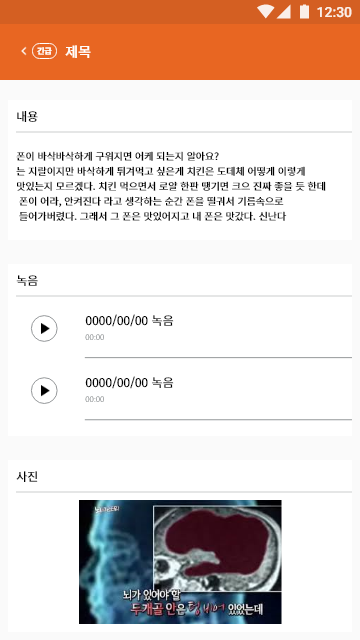 12:30
긴급 제목
내용
폰이 바삭바삭하게 구워지면 어케 되는지 알아요?
는 지랄이지만 바삭하게 튀겨먹고 싶은게 치킨은 도데체 어떻게 이렇게
맛있는지 모르겠다. 치킨 먹으면서 로얄 한판 땡기면 크으 진짜 좋을 듯 한데
폰이 어라, 안켜진다 라고 생각하는 순간 폰을 떨궈서 기름속으로
들어가버렸다. 그래서 그 폰은 맛있어지고 내 폰은 맛갔다. 신난다
녹음
0000/00/00 녹음
00:00
0000/00/00 녹음
00:00
사진
뇌가 있어야 할
두개골 안은 텅 비어 있었는데